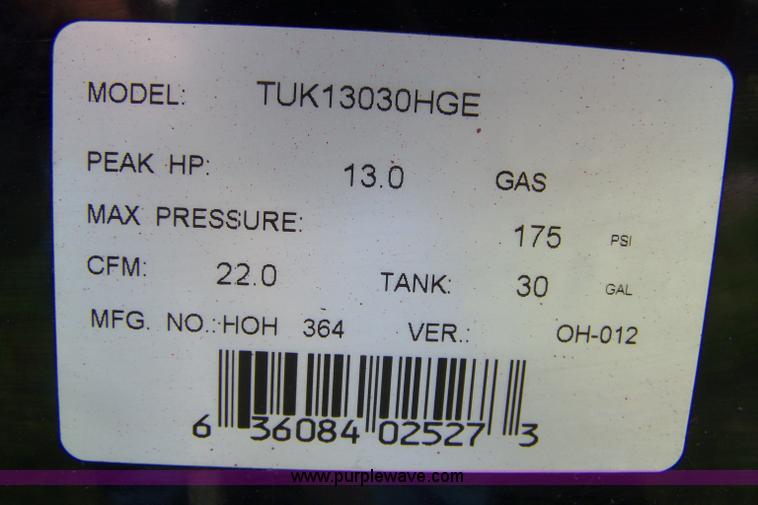 MODEL: TUK13030HGE
PEAK HP: 13.0 GAS
MAX PRESSURE: 175 PSI
CFM: 22.0 TANK: 30 GAL
MFG. NO.: HOH 364 VER.: OH-012
6 36084 02527 3
www.purplewave.com